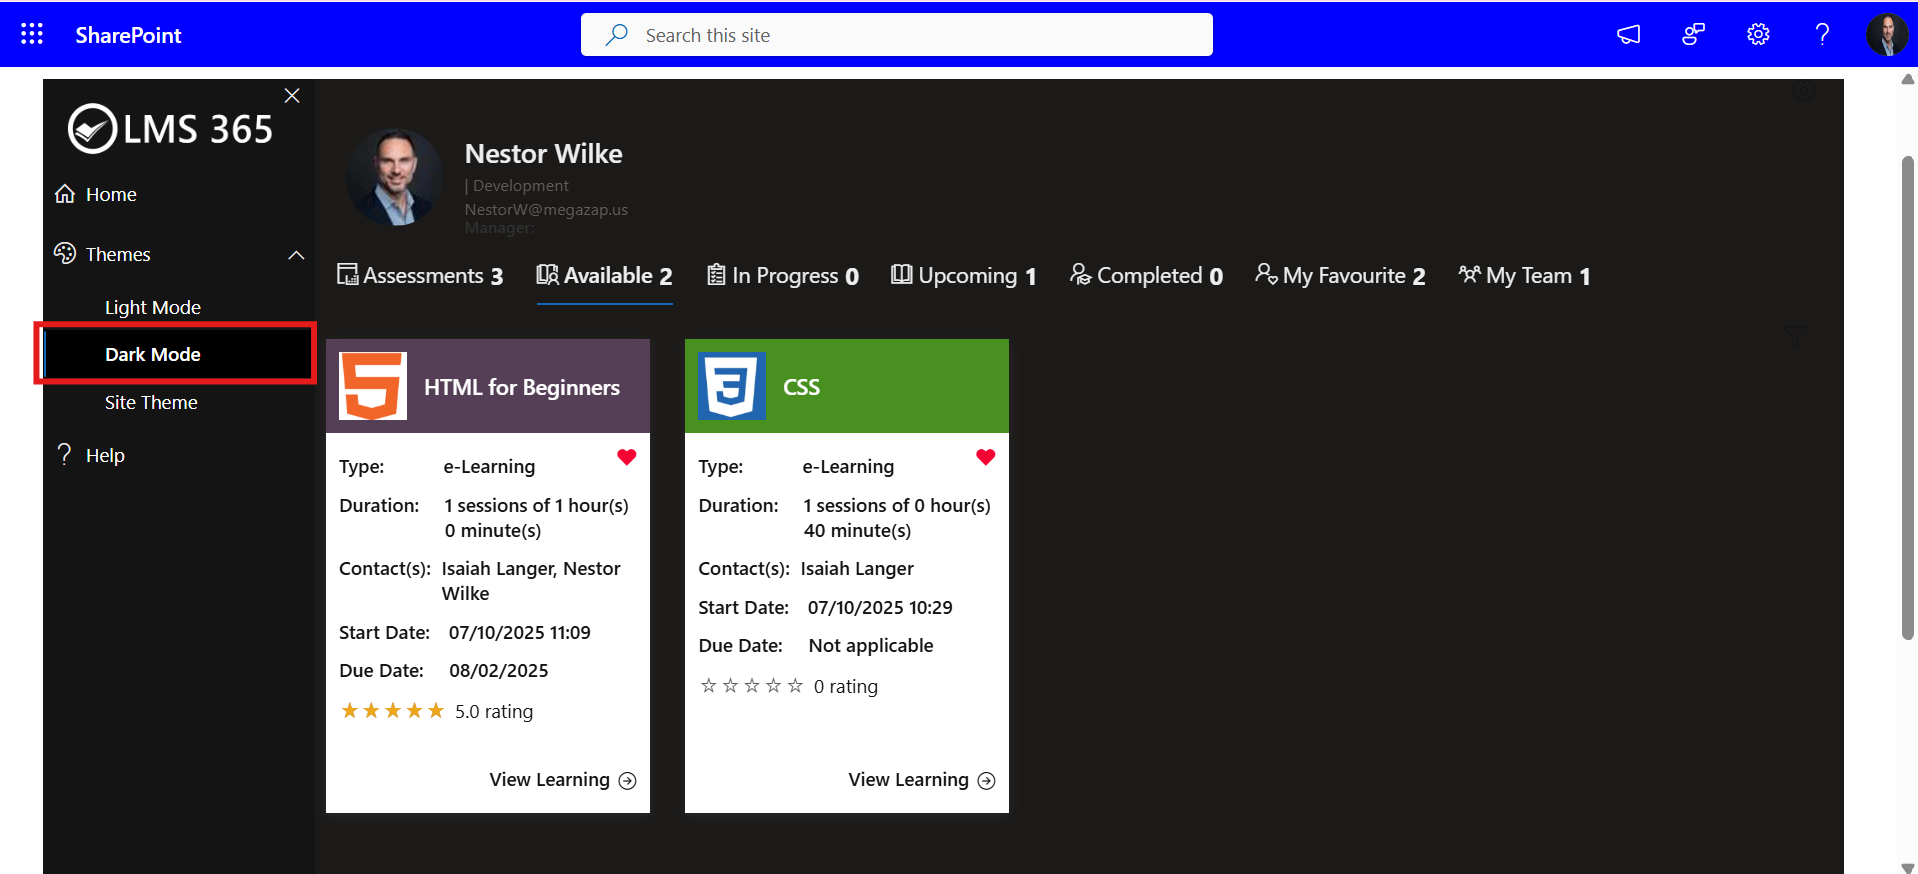 SharePoint
Search this site
LMS 365
Home
Themes
Light Mode
Dark Mode
Site Theme
Help
Nestor Wilke
| Development
NestorW@megazap.us
Manager:
Assessments 3
Available 2
In Progress 0
Upcoming 1
Completed 0
My Favourite 2
My Team 1
HTML for Beginners
Type: e-Learning
Duration: 1 sessions of 1 hour(s)
0 minute(s)
Contact(s): Isaiah Langer, Nestor
Wilke
Start Date: 07/10/2025 11:09
Due Date: 08/02/2025
5.0 rating
View Learning
CSS
Type: e-Learning
Duration: 1 sessions of 0 hour(s)
40 minute(s)
Contact(s): Isaiah Langer
Start Date: 07/10/2025 10:29
Due Date: Not applicable
0 rating
View Learning